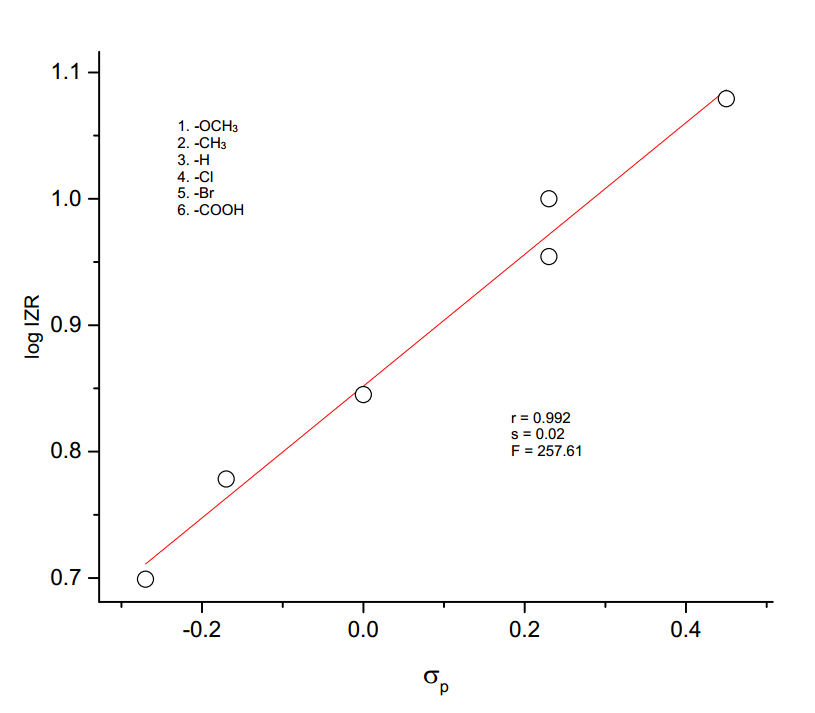 1.1
1. -OCH₃
2. -CH₃
3. -H
4. -Cl
5. -Br
6. -COOH
1.0
log IZR
0.9
r = 0.992
s = 0.02
F = 257.61
0.8
0.7
-0.2 0.0 0.2 0.4
σp